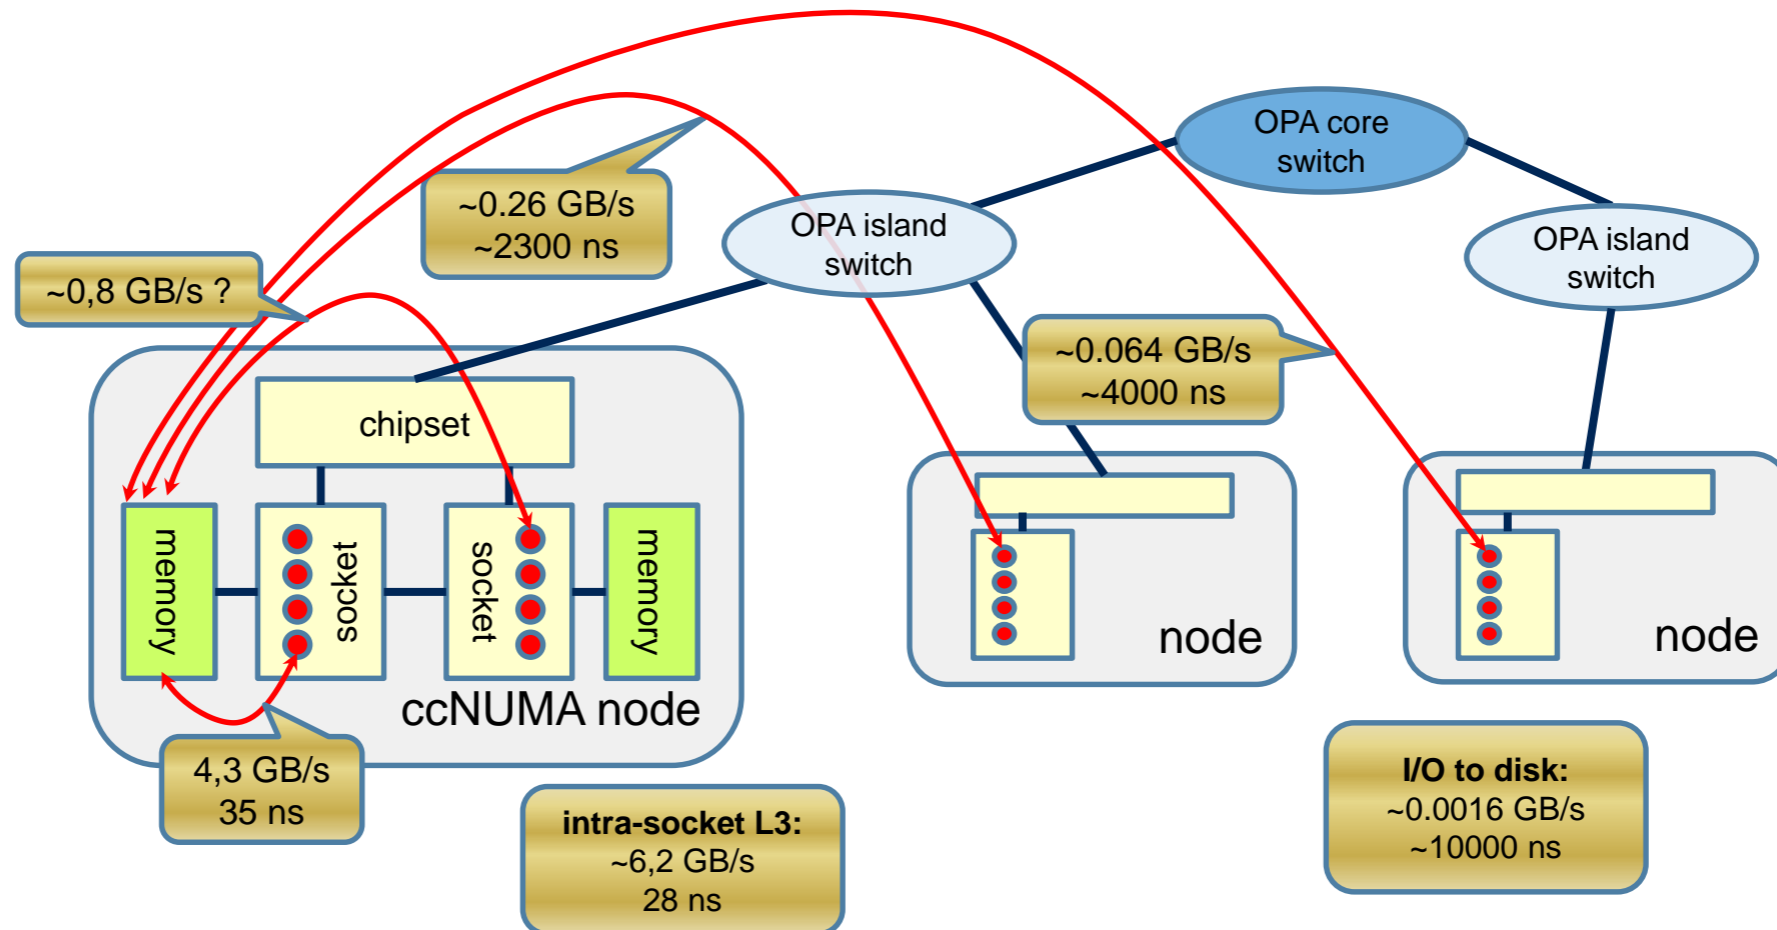 OPA core
switch
~0.26 GB/s
~2300 ns
OPA island
switch
OPA island
switch
~0,8 GB/s ?
~0.064 GB/s
~4000 ns
chipset
memory
socket
socket
memory
ccNUMA node
node
node
4,3 GB/s
35 ns
intra-socket L3:
~6,2 GB/s
28 ns
I/O to disk:
~0.0016 GB/s
~10000 ns